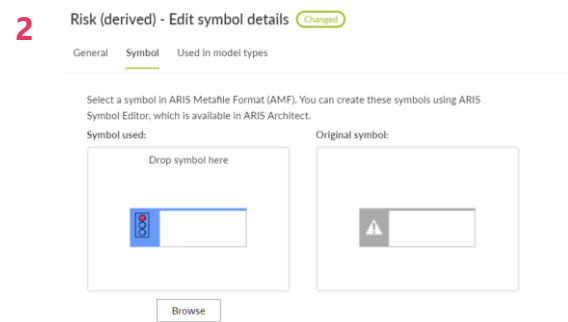 2
Risk (derived) - Edit symbol details Changed
General Symbol Used in model types
Select a symbol in ARIS Metafile Format (AMF). You can create these symbols using ARIS
Symbol Editor, which is available in ARIS Architect.
Symbol used: Original symbol:
Drop symbol here
Browse